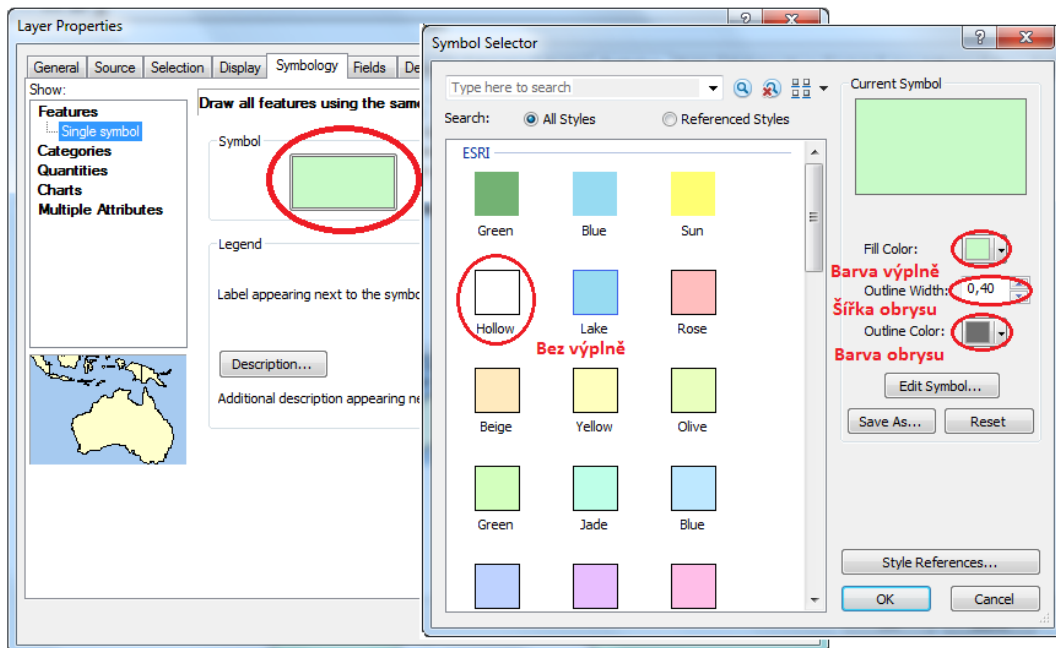 Layer Properties
General Source Selection Display Symbology Fields De
Show:
Features
Single symbol
Categories
Quantities
Charts
Multiple Attributes
Draw all features using the same
Symbol
Legend
Label appearing next to the symbo
Description...
Additional description appearing ne
Symbol Selector
Type here to search
Search: All Styles Referenced Styles
ESRI
Green Blue Sun
Hollow Lake Rose
Bez výplně
Beige Yellow Olive
Green Jade Blue
Current Symbol
Fill Color:
Barva výplně
Outline Width: 0,40
Šířka obrysu
Outline Color:
Barva obrysu
Edit Symbol...
Save As... Reset
Style References...
OK Cancel